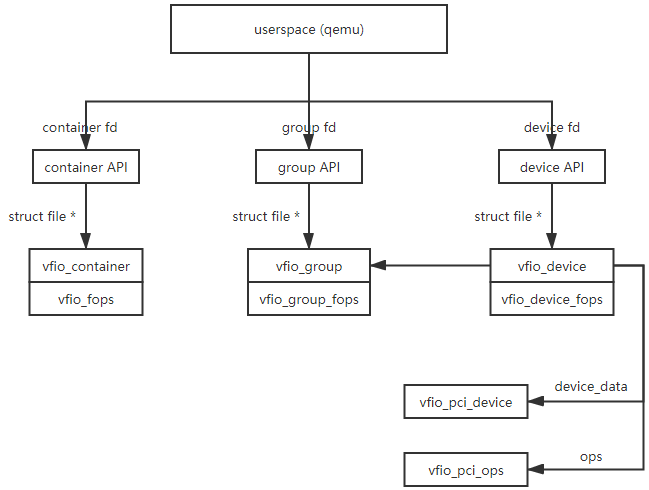 userspace (qemu)
container fd
group fd
device fd
container API
group API
device API
struct file *
struct file *
struct file *
vfio_container
vfio_group
vfio_device
vfio_fops
vfio_group_fops
vfio_device_fops
device_data
vfio_pci_device
ops
vfio_pci_ops